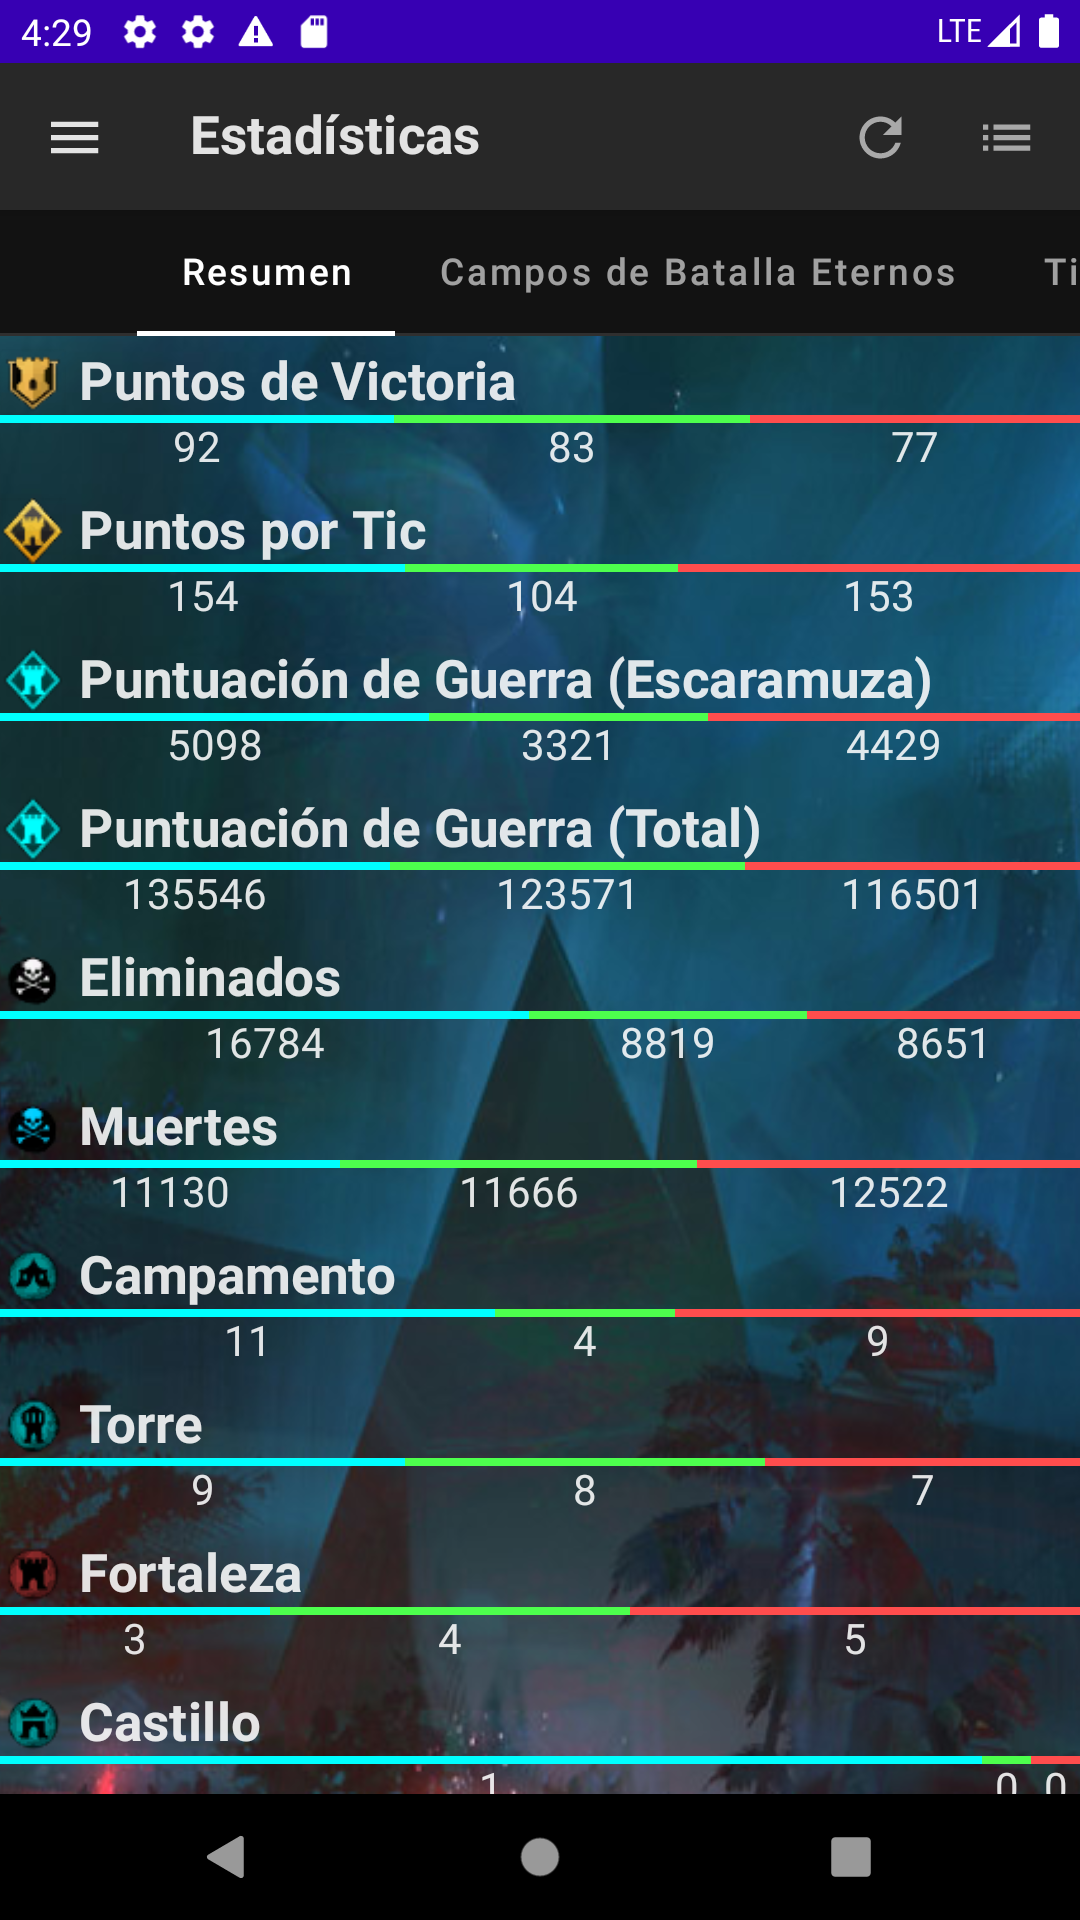 4:29 LTE
Estadísticas
Resumen Campos de Batalla Eternos Ti
Puntos de Victoria
92 83 77
Puntos por Tic
154 104 153
Puntuación de Guerra (Escaramuza)
5098 3321 4429
Puntuación de Guerra (Total)
135546 123571 116501
Eliminados
16784 8819 8651
Muertes
11130 11666 12522
Campamento
11 4 9
Torre
9 8 7
Fortaleza
3 4 5
Castillo
1 0 0